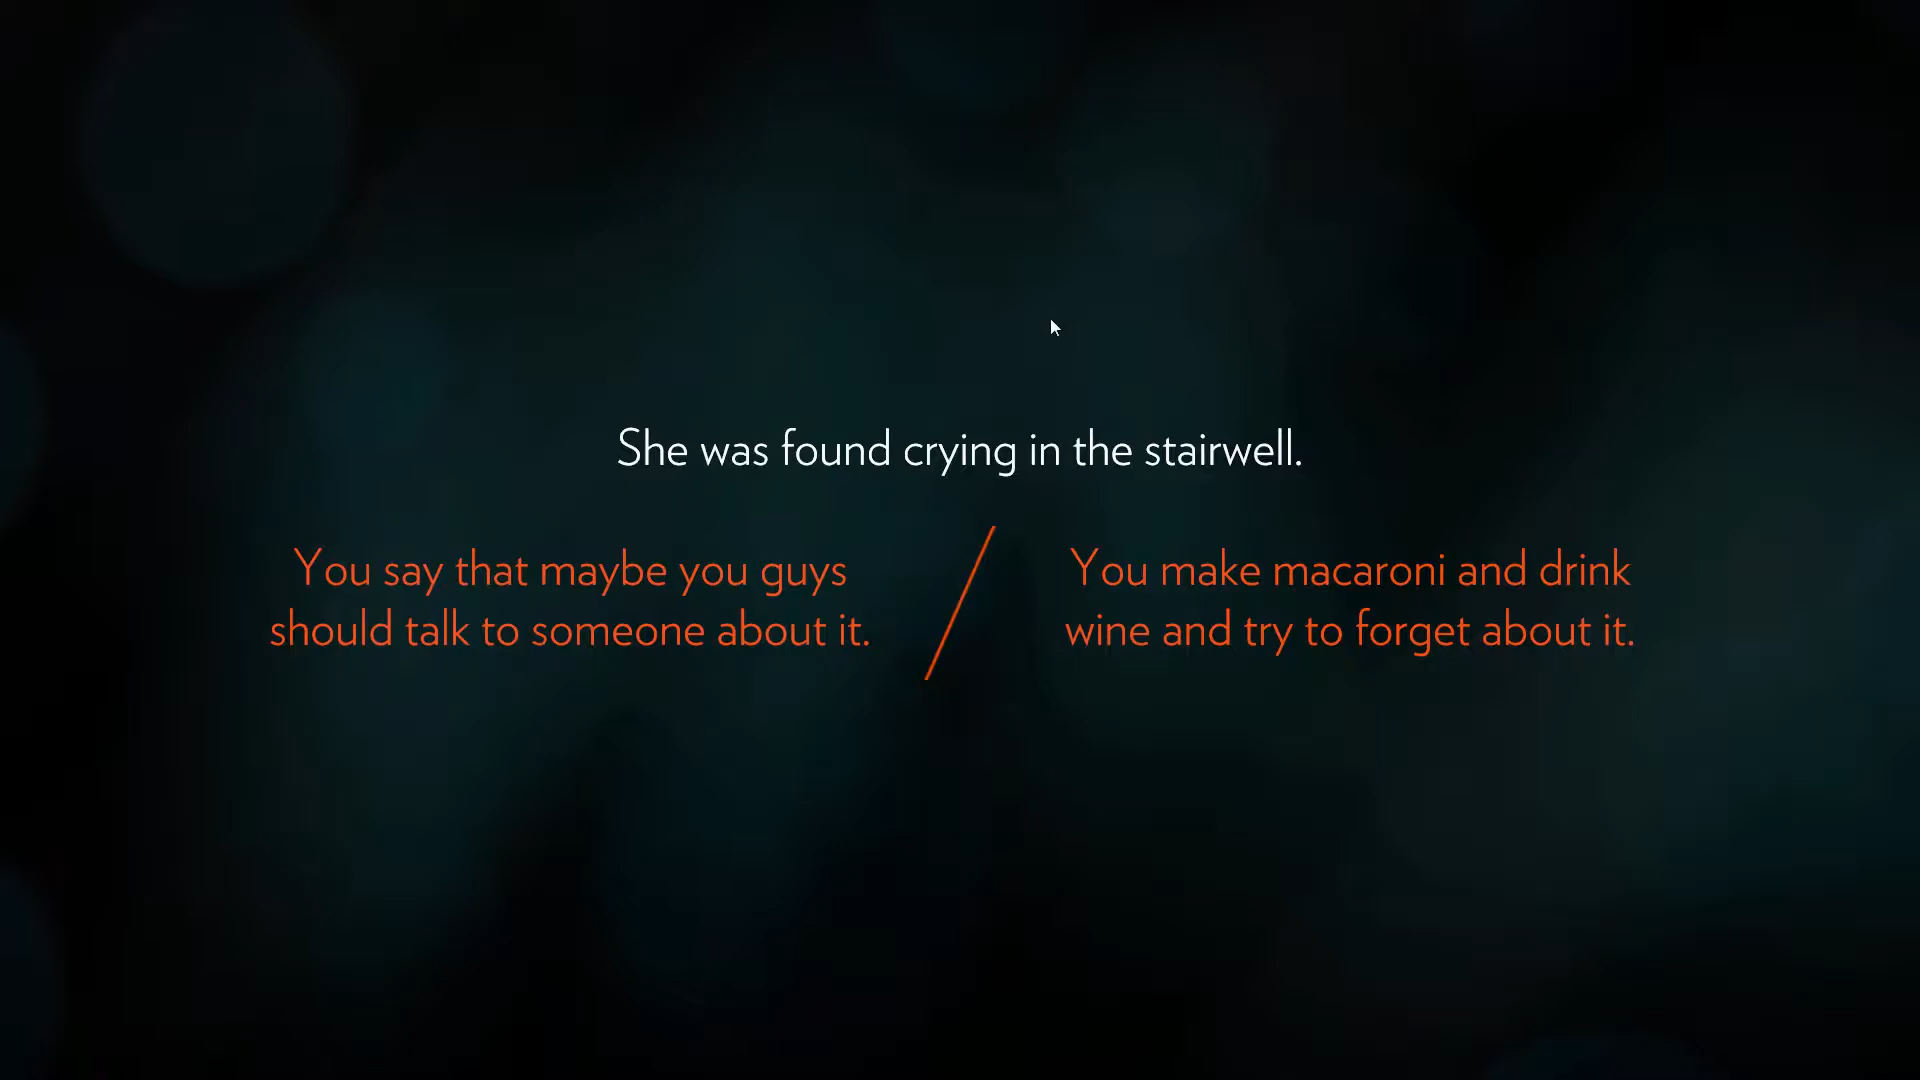 She was found crying in the stairwell.
You say that maybe you guys
should talk to someone about it.
You make macaroni and drink
wine and try to forget about it.